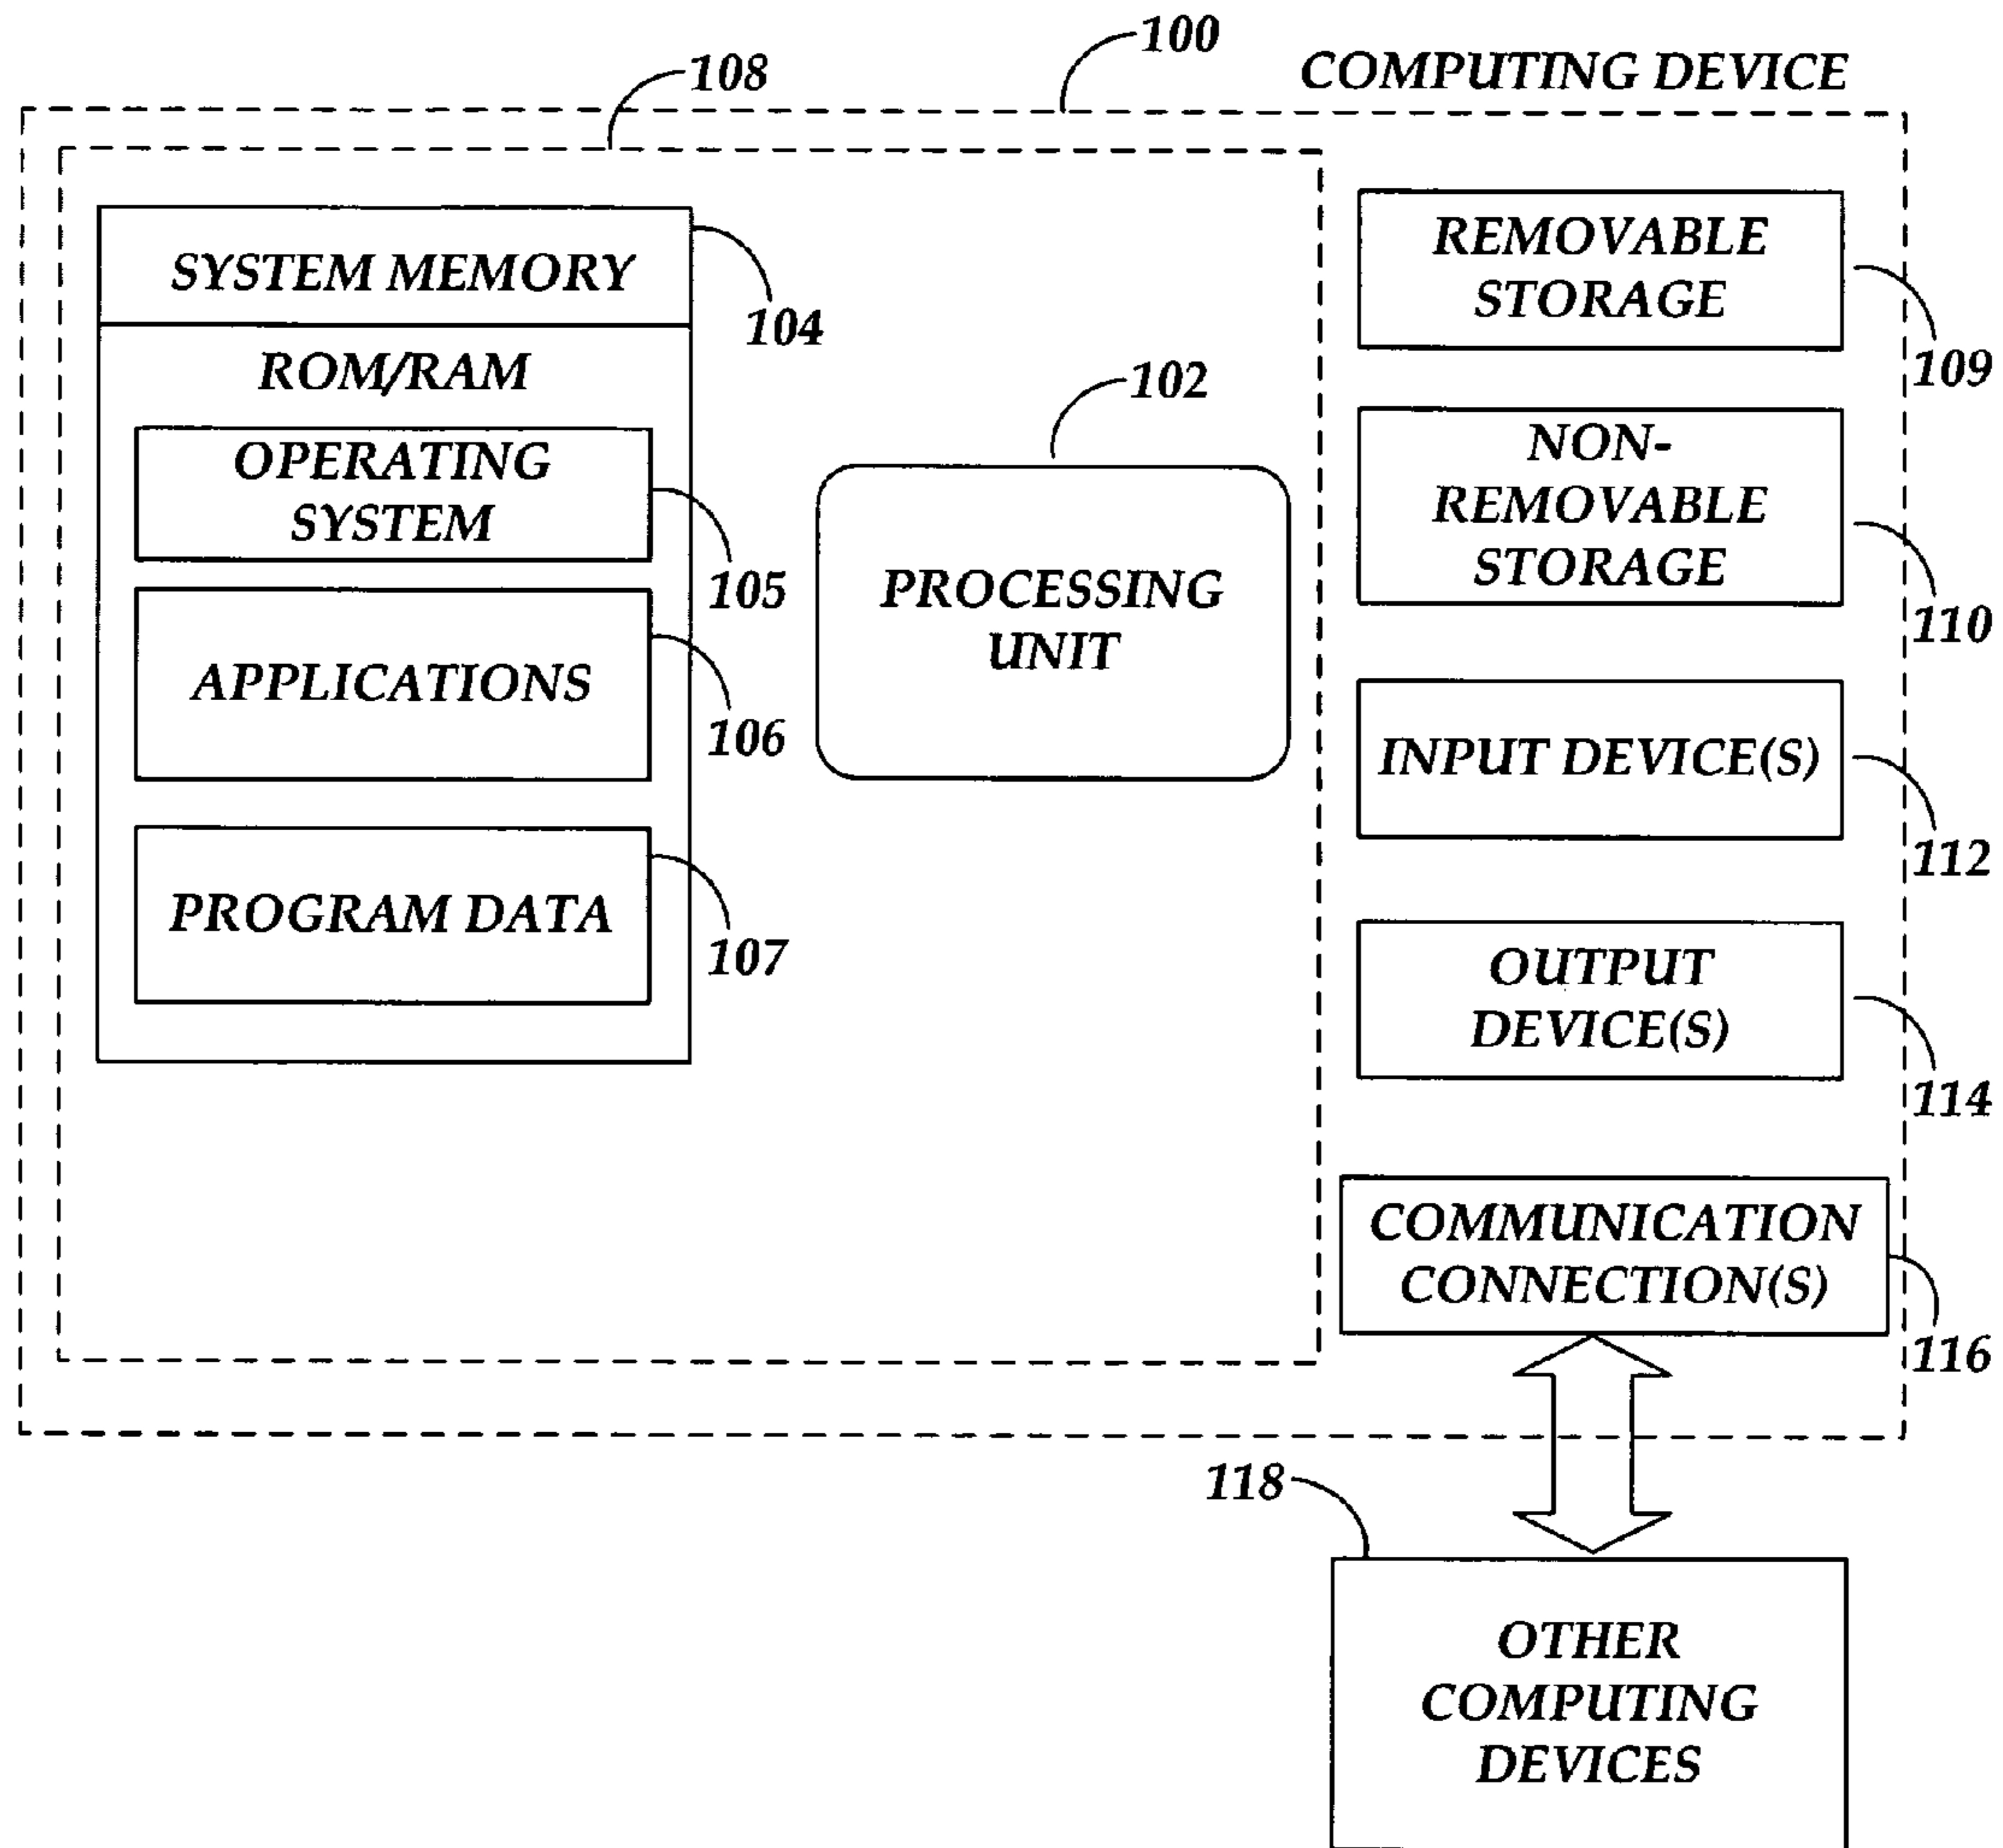 100
COMPUTING DEVICE
108
SYSTEM MEMORY
104
ROM/RAM
OPERATING
SYSTEM
105
APPLICATIONS
106
PROGRAM DATA
107
102
PROCESSING
UNIT
REMOVABLE
STORAGE
109
NON-
REMOVABLE
STORAGE
110
INPUT DEVICE(S)
112
OUTPUT
DEVICE(S)
114
COMMUNICATION
CONNECTION(S)
116
118
OTHER
COMPUTING
DEVICES